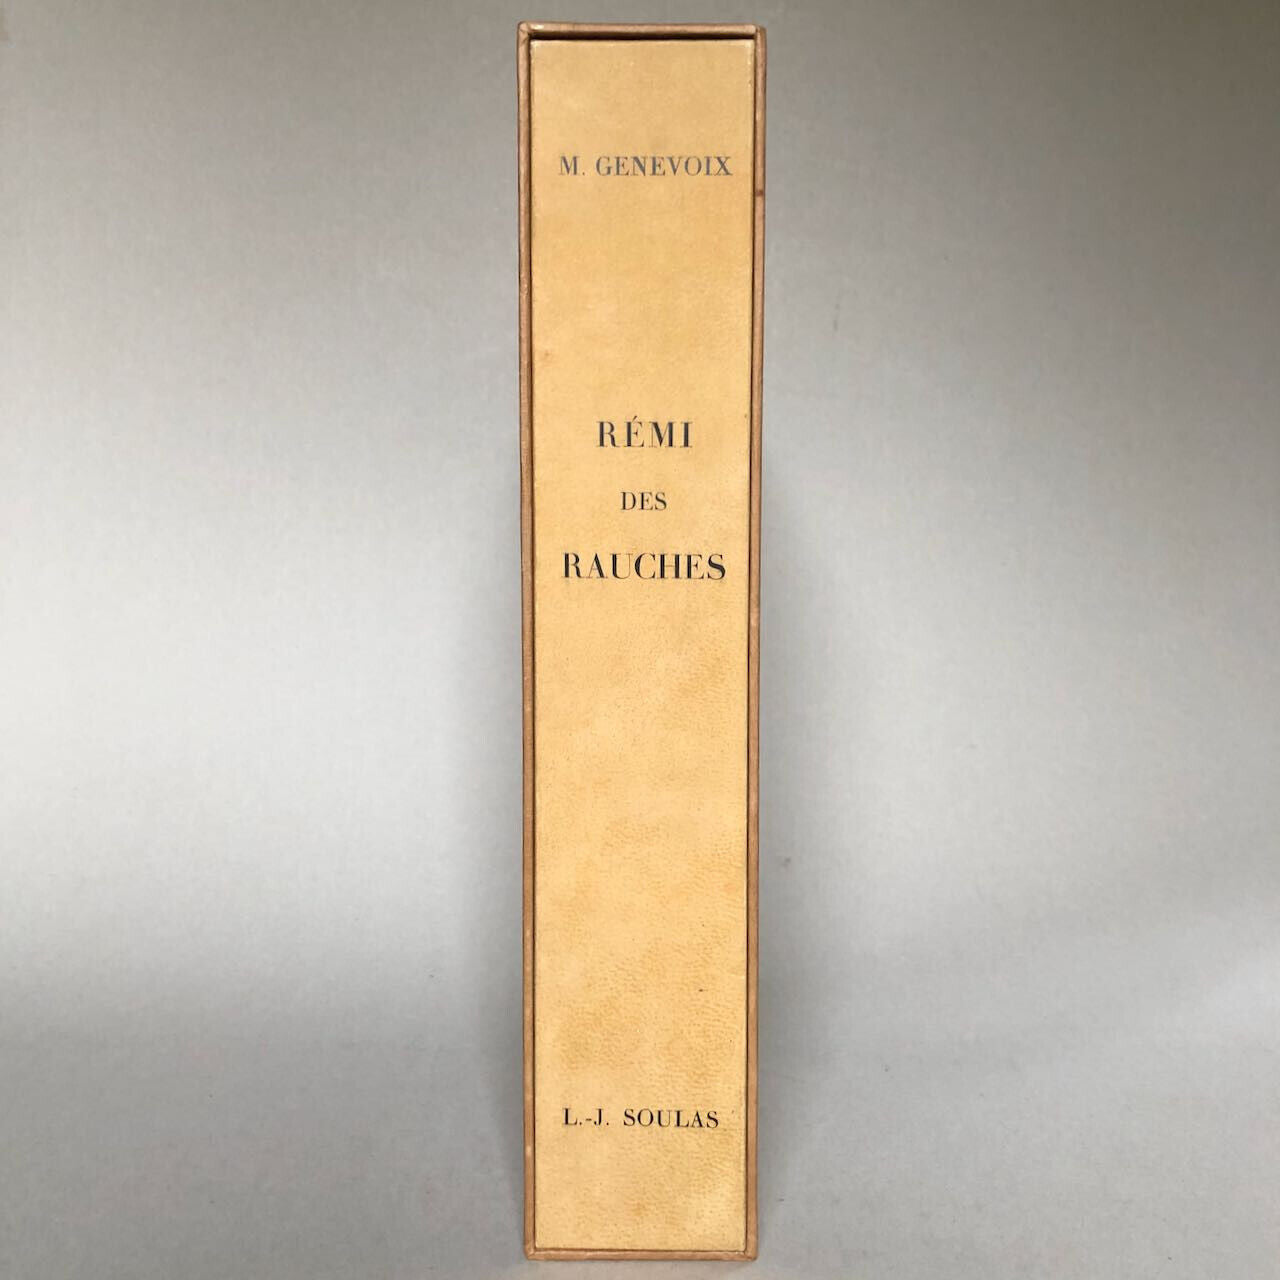 M. GENEVOIX
RÉMI
DES
RAUCHES
L.-J. SOULAS